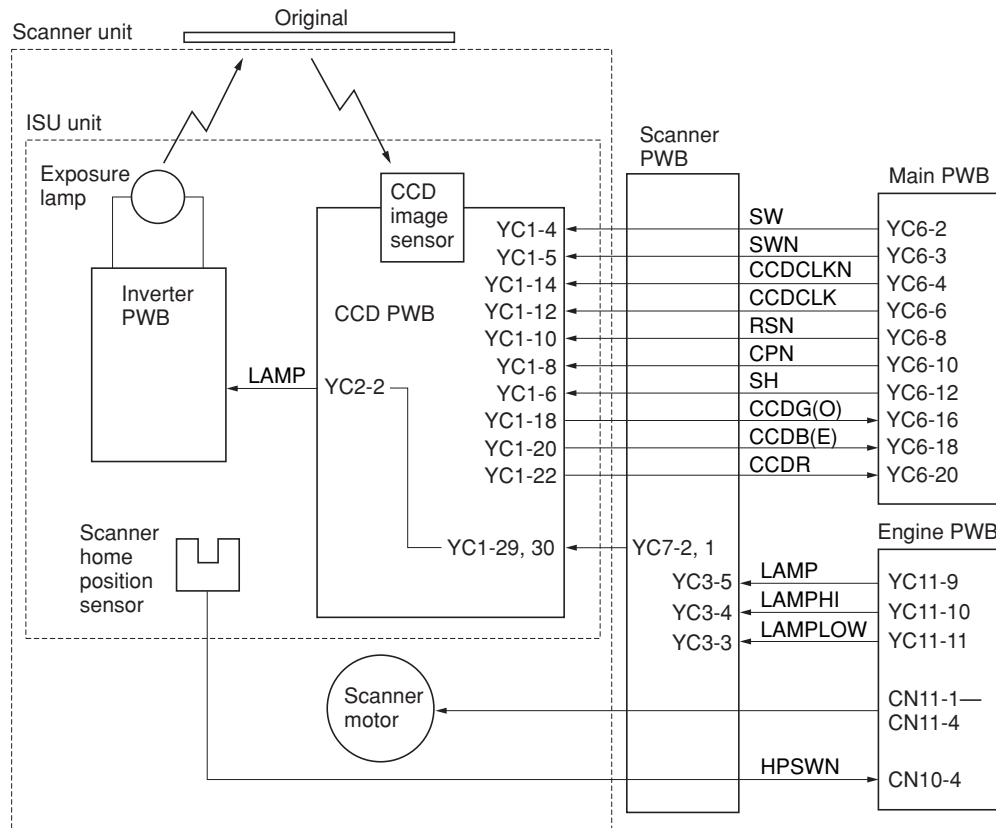 Original
Scanner unit
ISU unit
Scanner
PWB
Main PWB
Exposure
lamp
CCD
image
sensor
Inverter
PWB
CCD PWB
LAMP
YC2-2
YC1-4
SW
YC6-2
YC1-5
SWN
YC6-3
YC1-14
CCDCLKN
YC6-4
YC1-12
CCDCLK
YC6-6
YC1-10
RSN
YC6-8
YC1-8
CPN
YC6-10
YC1-6
SH
YC6-12
YC1-18
CCDG(O)
YC6-16
YC1-20
CCDB(E)
YC6-18
YC1-22
CCDR
YC6-20
Scanner
home
position
sensor
YC1-29, 30
YC7-2, 1
Engine PWB
YC3-5
LAMP
YC11-9
YC3-4
LAMPHI
YC11-10
YC3-3
LAMPLOW
YC11-11
Scanner
motor
CN11-1—
CN11-4
HPSWN
CN10-4